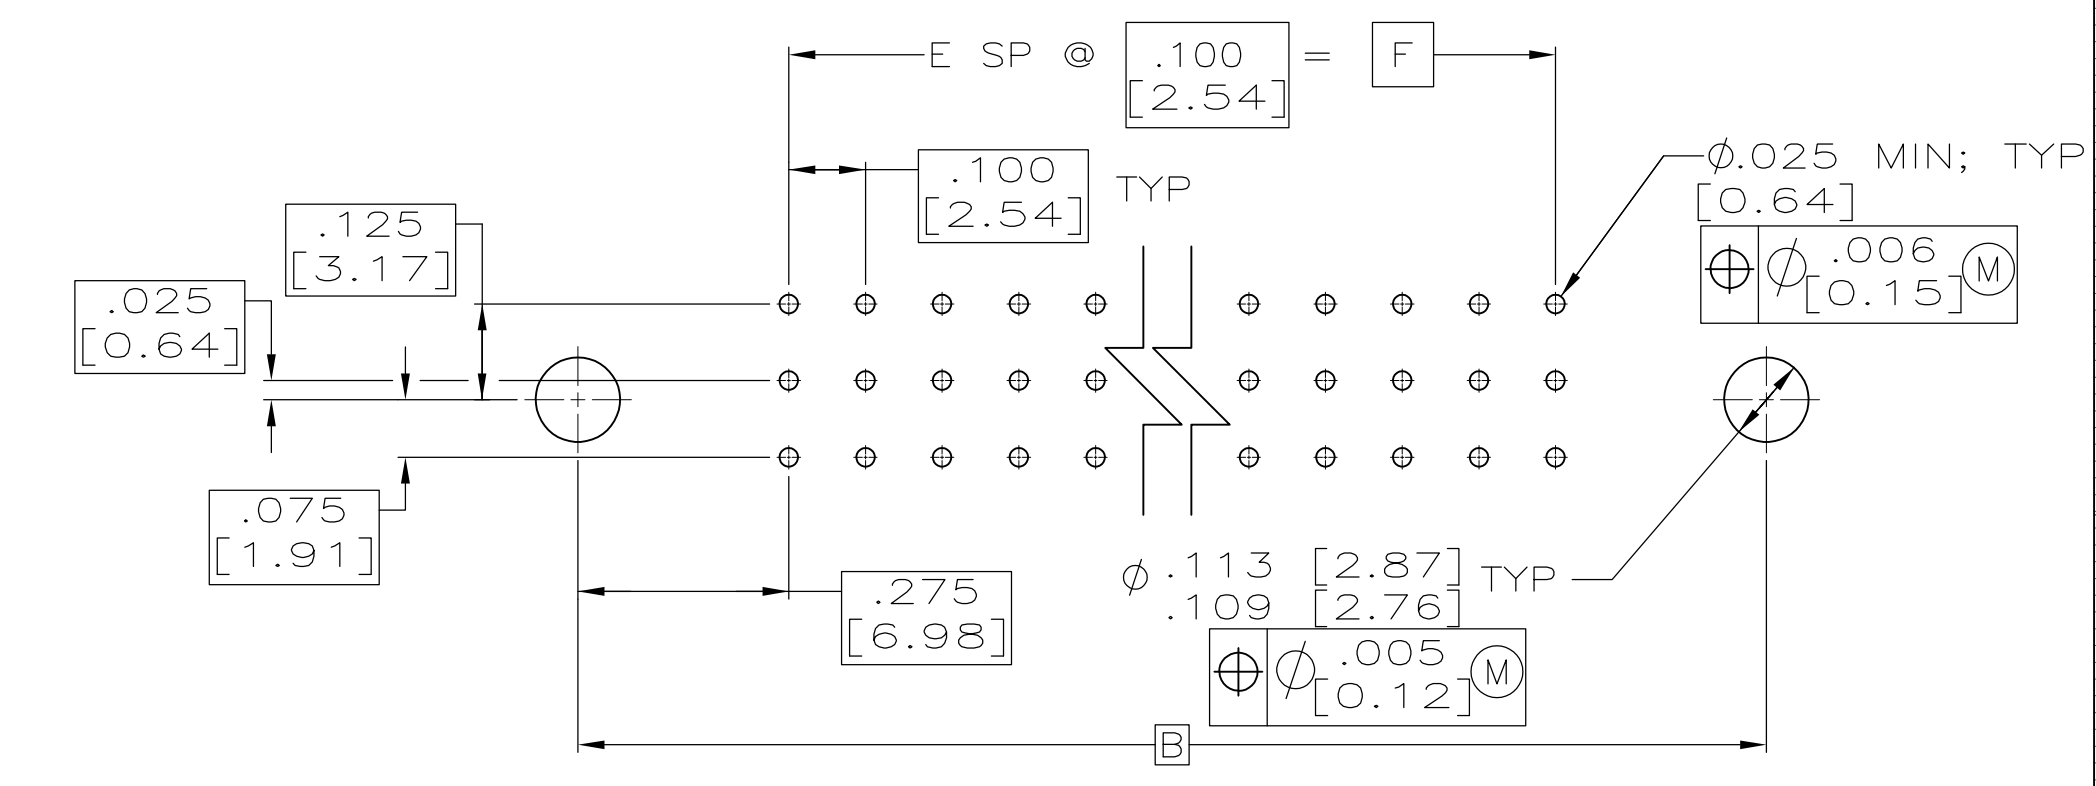 E SP @ .100 = F
[2.54]
.100 TYP
[2.54]
⌀.025 MIN; TYP
[0.64]
⌖ ⌀ .006 Ⓜ
[0.15]
.125
[3.17]
.025
[0.64]
.075
[1.91]
.275
[6.98]
⌀ .113 [2.87] TYP
.109 [2.76]
⌖ ⌀ .005 Ⓜ
[0.12]
B